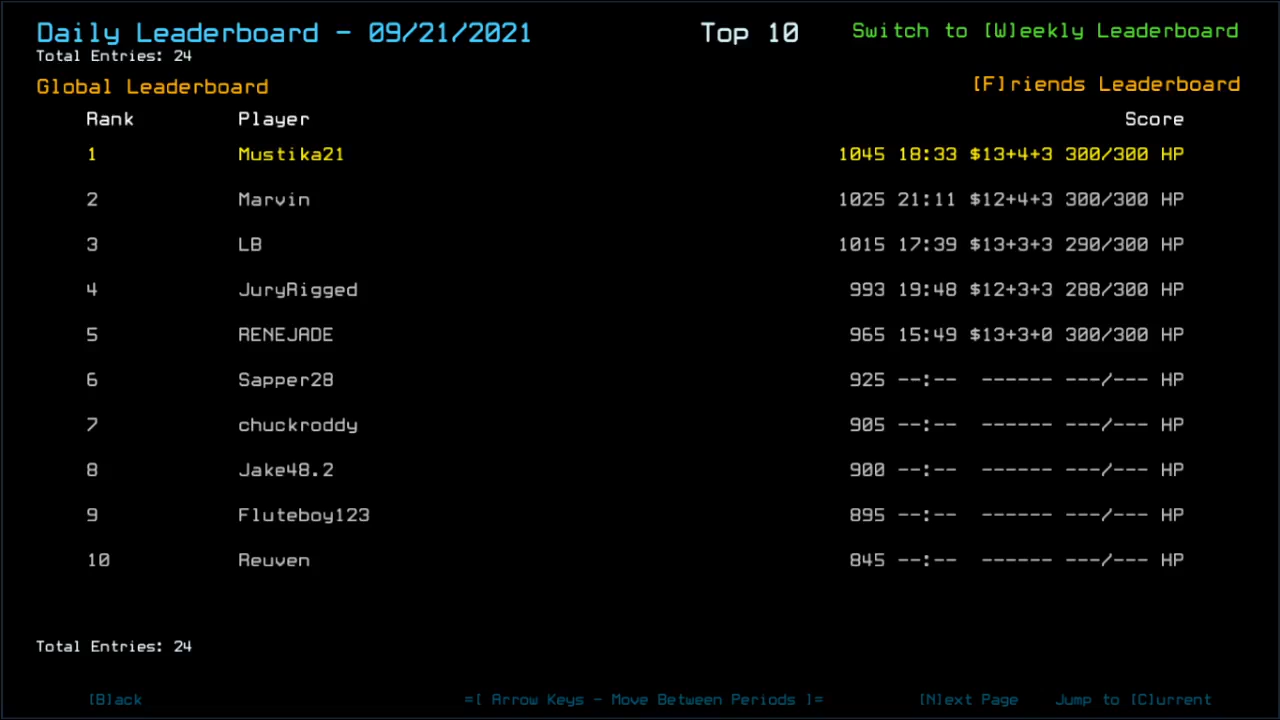 Daily Leaderboard - 09/21/2021 Top 10 Switch to [W]eekly Leaderboard
Total Entries: 24
Global Leaderboard [F]riends Leaderboard
Rank Player Score
1 Mustika21 1045 18:33 $13+4+3 300/300 HP
2 Marvin 1025 21:11 $12+4+3 300/300 HP
3 LB 1015 17:39 $13+3+3 290/300 HP
4 JuryRigged 993 19:48 $12+3+3 288/300 HP
5 RENEJADE 965 15:49 $13+3+0 300/300 HP
6 Sapper28 925 --:-- ------ ---/--- HP
7 chuckroddy 905 --:-- ------ ---/--- HP
8 Jake48.2 900 --:-- ------ ---/--- HP
9 Fluteboy123 895 --:-- ------ ---/--- HP
10 Reuven 845 --:-- ------ ---/--- HP
Total Entries: 24
[B]ack =[ Arrow Keys - Move Between Periods ]= [N]ext Page Jump to [C]urrent